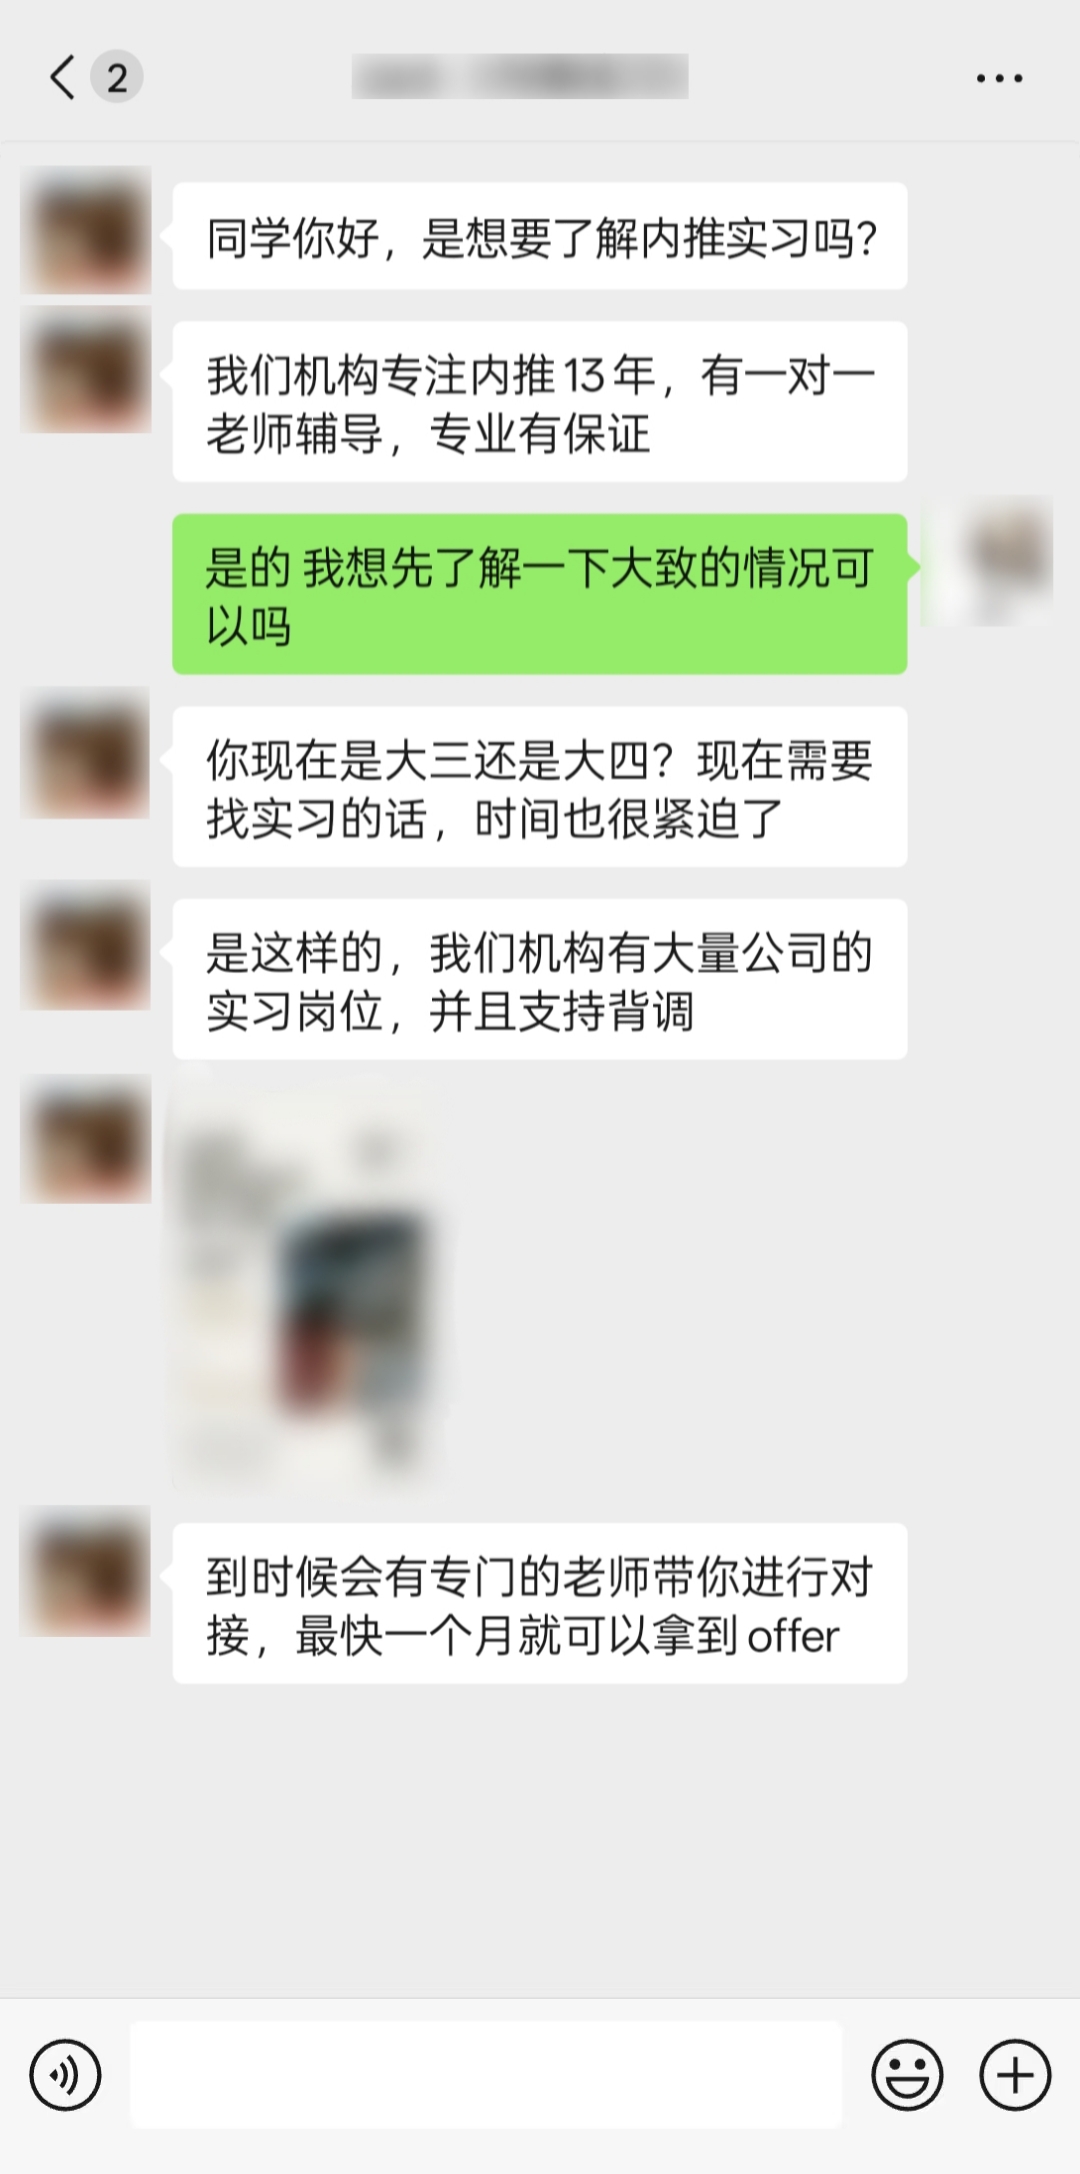 2
同学你好，是想要了解内推实习吗？
我们机构专注内推13年，有一对一
老师辅导，专业有保证
是的 我想先了解一下大致的情况可
以吗
你现在是大三还是大四？现在需要
找实习的话，时间也很紧迫了
是这样的，我们机构有大量公司的
实习岗位，并且支持背调
到时候会有专门的老师带你进行对
接，最快一个月就可以拿到offer